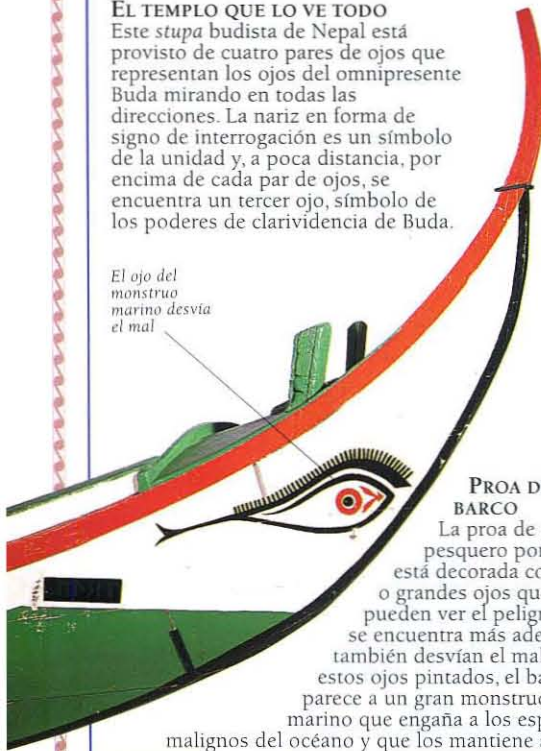 EL TEMPLO QUE LO VE TODO
Este stupa budista de Nepal está
provisto de cuatro pares de ojos que
representan los ojos del omnipresente
Buda mirando en todas las
direcciones. La nariz en forma de
signo de interrogación es un símbolo
de la unidad y, a poca distancia, por
encima de cada par de ojos, se
encuentra un tercer ojo, símbolo de
los poderes de clarividencia de Buda.
El ojo del
monstruo
marino desvía
el mal
PROA D
BARCO
La proa de
pesquero por
está decorada co
o grandes ojos qu
pueden ver el peligr
se encuentra más ade
también desvían el mal
estos ojos pintados, el ba
parece a un gran monstruo
marino que engaña a los esp
malignos del océano y que los mantiene a